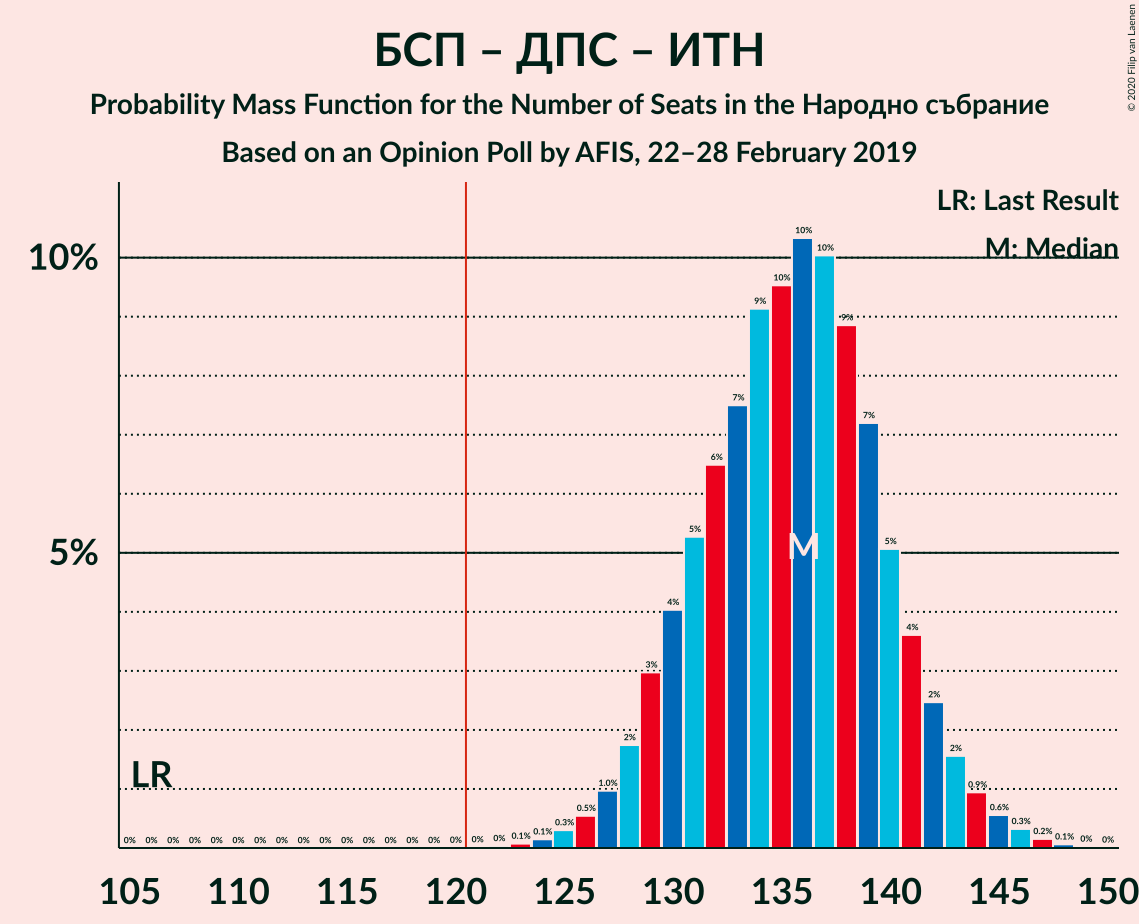 БСП – ДПС – ИТН
Probability Mass Function for the Number of Seats in the Народно събрание
Based on an Opinion Poll by AFIS, 22–28 February 2019
© 2020 Filip van Laenen
LR: Last Result
M: Median
10%
5%
LR
M
0% 0% 0% 0% 0% 0% 0% 0% 0% 0% 0% 0% 0% 0% 0% 0% 0% 0% 0.1% 0.1% 0.3% 0.5% 1.0% 2% 3% 4% 5% 6% 7% 9% 10% 10% 10% 9% 7% 5% 4% 2% 2% 0.9% 0.6% 0.3% 0.2% 0.1% 0% 0%
105 110 115 120 125 130 135 140 145 150